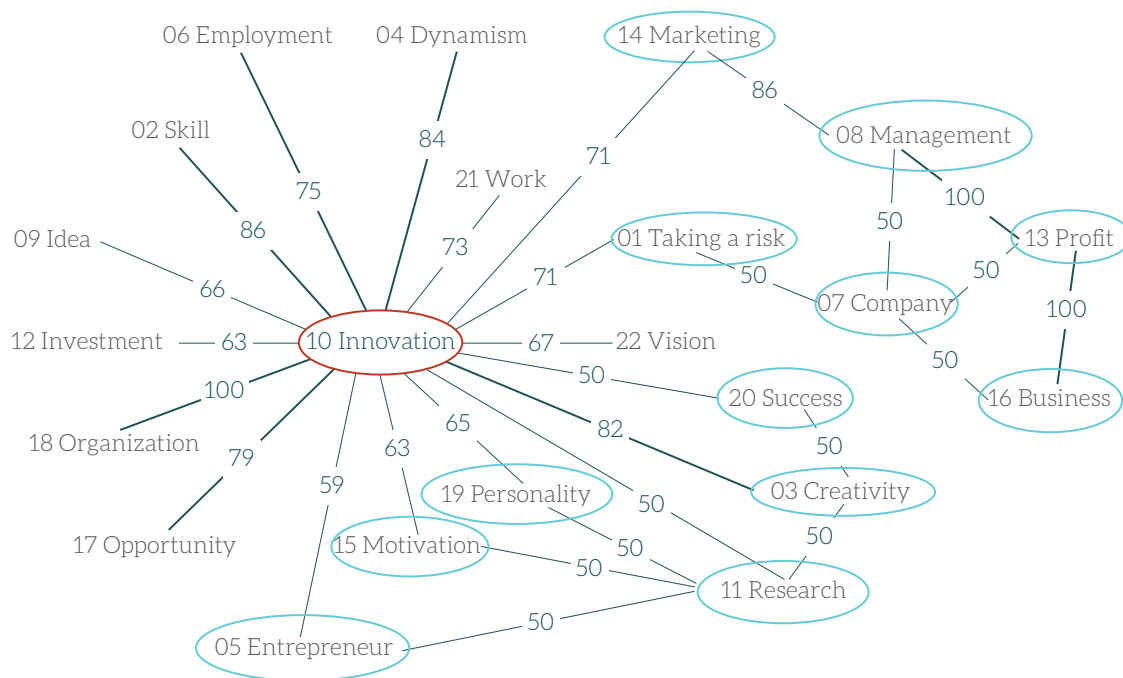 06 Employment
04 Dynamism
14 Marketing
86
02 Skill
08 Management
84
71
21 Work
75
100
50
86
09 Idea
01 Taking a risk
13 Profit
73
50
71
50
66
07 Company
100
12 Investment
63
10 Innovation
67
22 Vision
50
50
100
20 Success
16 Business
65
82
18 Organization
63
50
79
59
19 Personality
03 Creativity
50
17 Opportunity
15 Motivation
50
50
50
11 Research
50
05 Entrepreneur